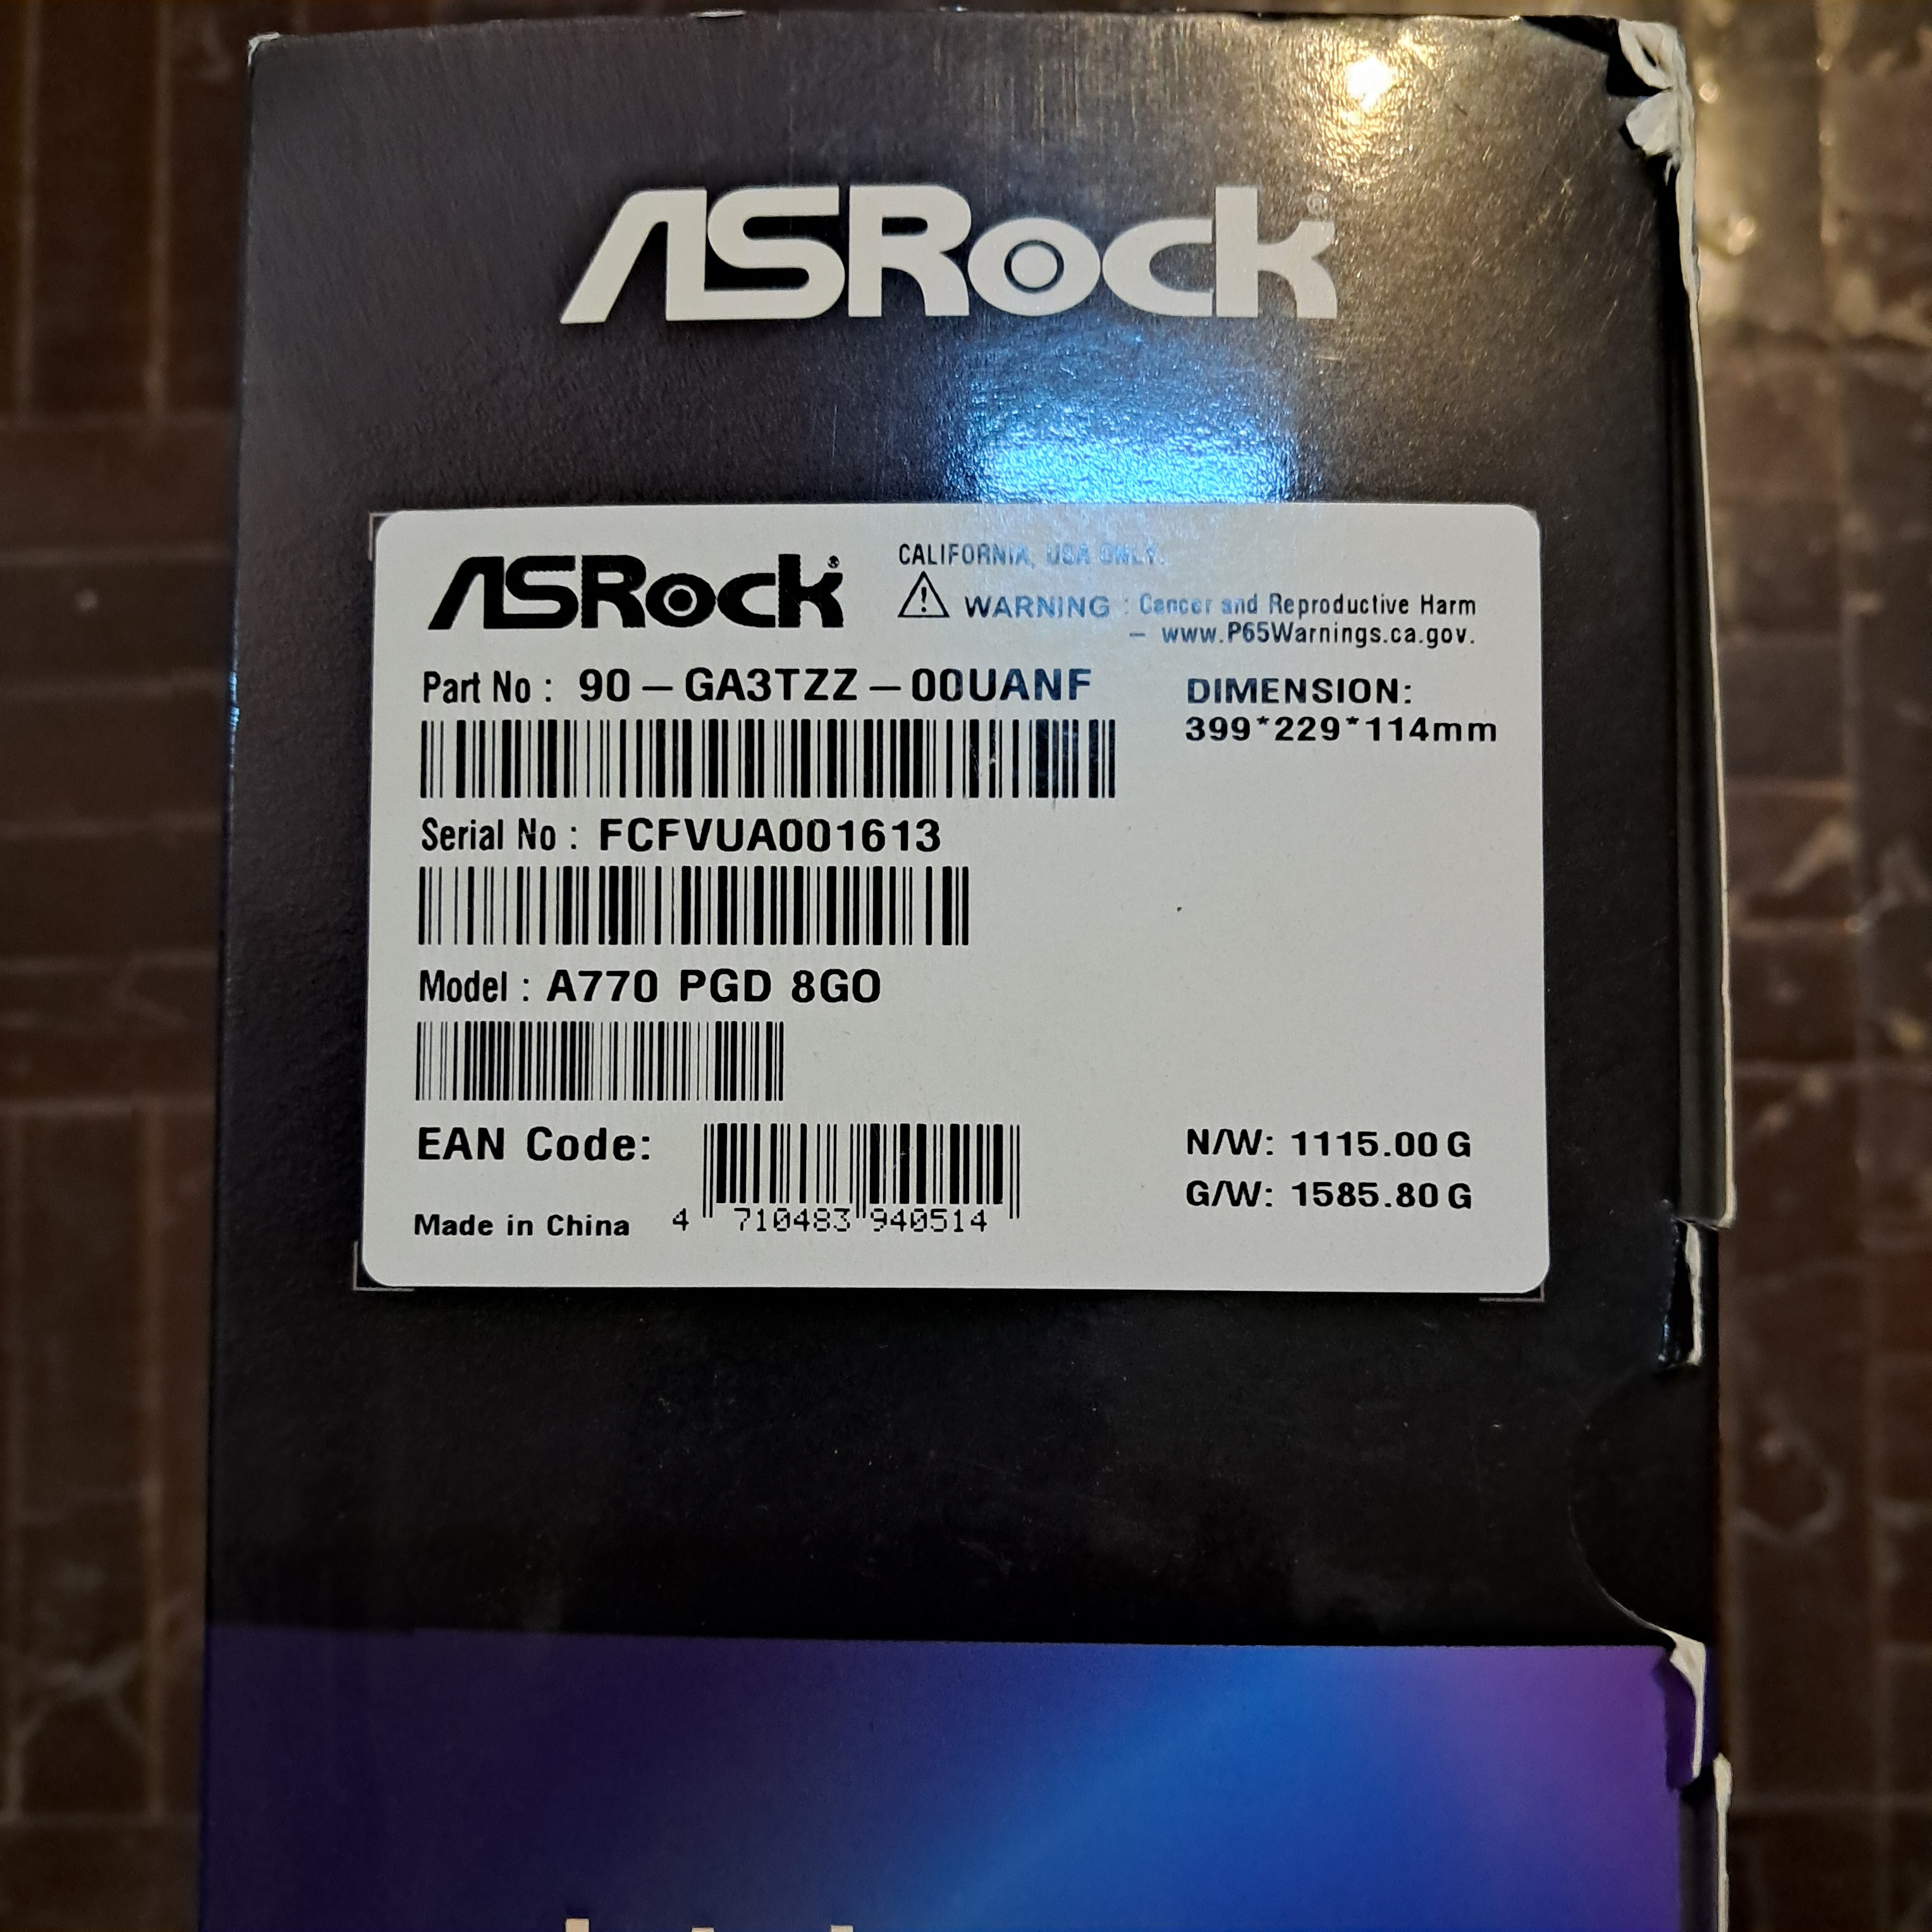 ASRock®
ASRock®
CALIFORNIA, USA ONLY.
WARNING : Cancer and Reproductive Harm
– www.P65Warnings.ca.gov.
Part No : 90-GA3TZZ-00UANF
DIMENSION:
399*229*114mm
Serial No : FCFVUA001613
Model : A770 PGD 8GO
EAN Code:
N/W: 1115.00 G
G/W: 1585.80 G
4 710483 940514
Made in China